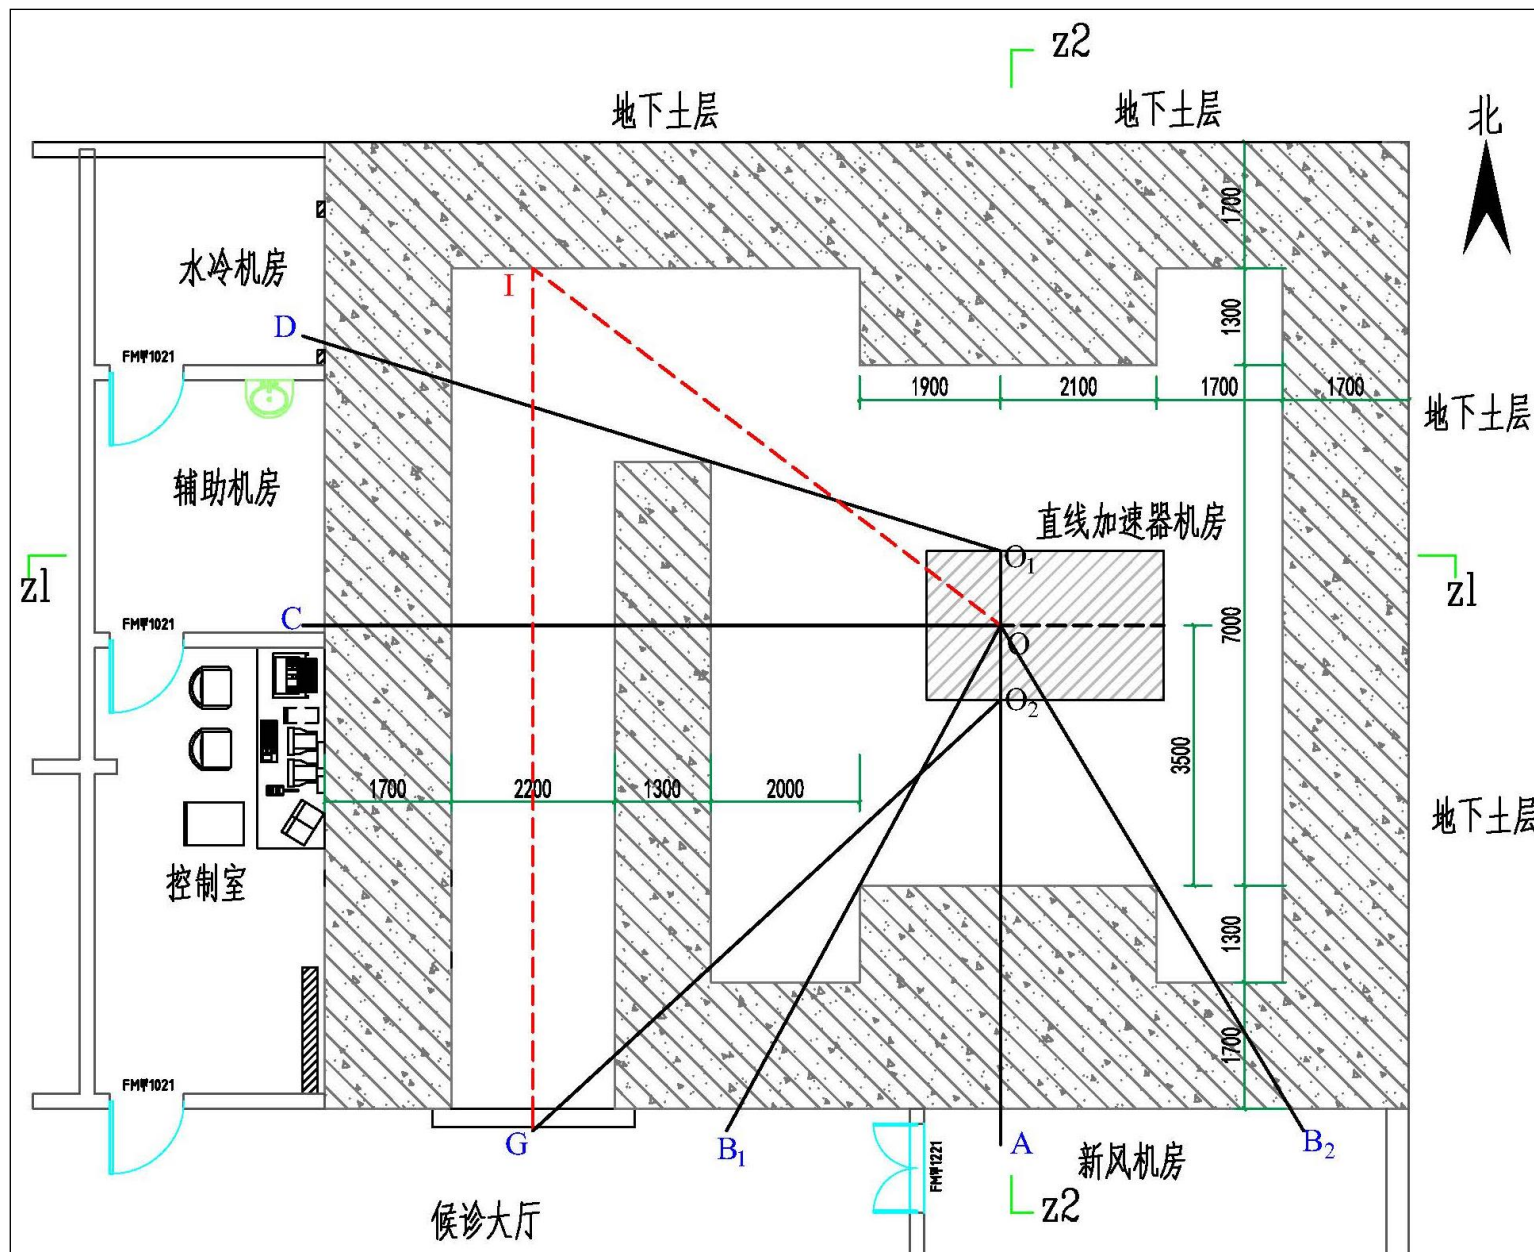 z2
地下土层
地下土层
北
1700
水冷机房
I
1300
D
FM甲1021
1900
2100
1700
1700
地下土层
辅助机房
直线加速器机房
O1
z1
z1
C
FM甲1021
O
7000
O2
3500
1700
2200
1300
2000
地下土层
控制室
1300
1700
FM甲1021
G
B1
A
B2
新风机房
FM甲1221
z2
候诊大厅